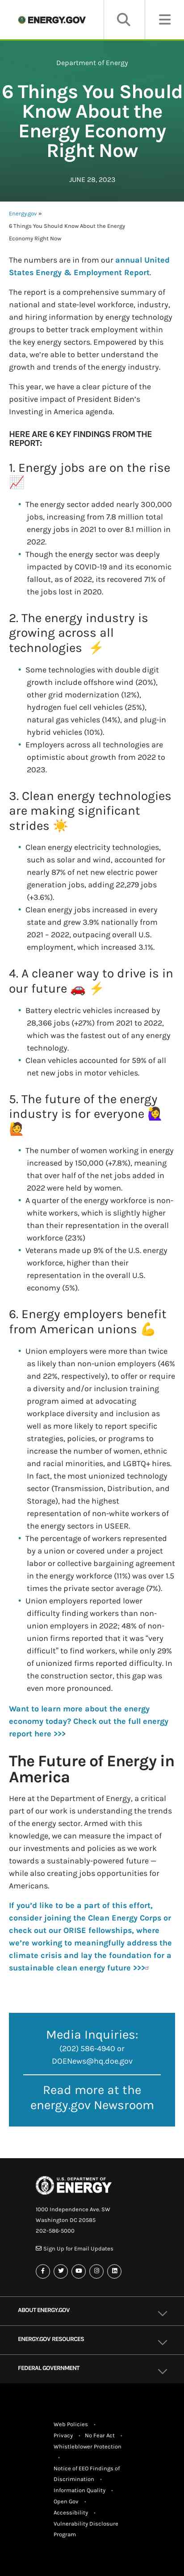 ENERGY.GOV
Department of Energy
6 Things You Should
Know About the
Energy Economy
Right Now
JUNE 28, 2023
Energy.gov »
6 Things You Should Know About the Energy
Economy Right Now
The numbers are in from our annual United
States Energy & Employment Report.
The report is a comprehensive summary of
national and state-level workforce, industry,
and hiring information by energy technology
groups to better track employment within
the key energy sectors. Empowered by this
data, we're able to better understand the
growth and trends of the energy industry.
This year, we have a clear picture of the
positive impact of President Biden's
Investing in America agenda.
HERE ARE 6 KEY FINDINGS FROM THE
REPORT:
1. Energy jobs are on the rise
📈
• The energy sector added nearly 300,000
jobs, increasing from 7.8 million total
energy jobs in 2021 to over 8.1 million in
2022.
• Though the energy sector was deeply
impacted by COVID-19 and its economic
fallout, as of 2022, its recovered 71% of
the jobs lost in 2020.
2. The energy industry is
growing across all
technologies ⚡
• Some technologies with double digit
growth include offshore wind (20%),
other grid modernization (12%),
hydrogen fuel cell vehicles (25%),
natural gas vehicles (14%), and plug-in
hybrid vehicles (10%).
• Employers across all technologies are
optimistic about growth from 2022 to
2023.
3. Clean energy technologies
are making significant
strides ☀️
• Clean energy electricity technologies,
such as solar and wind, accounted for
nearly 87% of net new electric power
generation jobs, adding 22,279 jobs
(+3.6%).
• Clean energy jobs increased in every
state and grew 3.9% nationally from
2021 – 2022, outpacing overall U.S.
employment, which increased 3.1%.
4. A cleaner way to drive is in
our future 🚗 ⚡
• Battery electric vehicles increased by
28,366 jobs (+27%) from 2021 to 2022,
which was the fastest out of any energy
technology.
• Clean vehicles accounted for 59% of all
net new jobs in motor vehicles.
5. The future of the energy
industry is for everyone 🙋‍♀️
🙋
• The number of women working in energy
increased by 150,000 (+7.8%), meaning
that over half of the net jobs added in
2022 were held by women.
• A quarter of the energy workforce is non-
white workers, which is slightly higher
than their representation in the overall
workforce (23%)
• Veterans made up 9% of the U.S. energy
workforce, higher than their
representation in the overall U.S.
economy (5%).
6. Energy employers benefit
from American unions 💪
• Union employers were more than twice
as likely than non-union employers (46%
and 22%, respectively), to offer or require
a diversity and/or inclusion training
program aimed at advocating
workplace diversity and inclusion as
well as more likely to report specific
strategies, policies, or programs to
increase the number of women, ethnic
and racial minorities, and LGBTQ+ hires.
In fact, the most unionized technology
sector (Transmission, Distribution, and
Storage), had the highest
representation of non-white workers of
the energy sectors in USEER.
• The percentage of workers represented
by a union or covered under a project
labor or collective bargaining agreement
in the energy workforce (11%) was over 1.5
times the private sector average (7%).
• Union employers reported lower
difficulty finding workers than non-
union employers in 2022; 48% of non-
union firms reported that it was "very
difficult" to find workers, while only 29%
of unionized firms reported this. In
construction sector, this gap was
even more pronounced.
Want to learn more about the energy
economy today? Check out the full energy
report here >>>
The Future of Energy in
America
Here at the Department of Energy, a critical
part of our work is understanding the trends
of the energy sector. Armed with this
knowledge, we can measure the impact of
our investments and policies as we work
towards a sustainably-powered future —
while creating jobs opportunities for
Americans.
If you'd like to be a part of this effort,
consider joining the Clean Energy Corps or
check out our ORISE fellowships, where
we're working to meaningfully address the
climate crisis and lay the foundation for a
sustainable clean energy future >>>
Media Inquiries:
(202) 586-4940 or
DOENews@hq.doe.gov
Read more at the
energy.gov Newsroom
U.S. DEPARTMENT OF
ENERGY
1000 Independence Ave. SW
Washington DC 20585
202-586-5000
Sign Up for Email Updates
ABOUT ENERGY.GOV
ENERGY.GOV RESOURCES
FEDERAL GOVERNMENT
Web Policies •
Privacy • No Fear Act •
Whistleblower Protection
•
Notice of EEO Findings of
Discrimination •
Information Quality •
Open Gov •
Accessibility •
Vulnerability Disclosure
Program